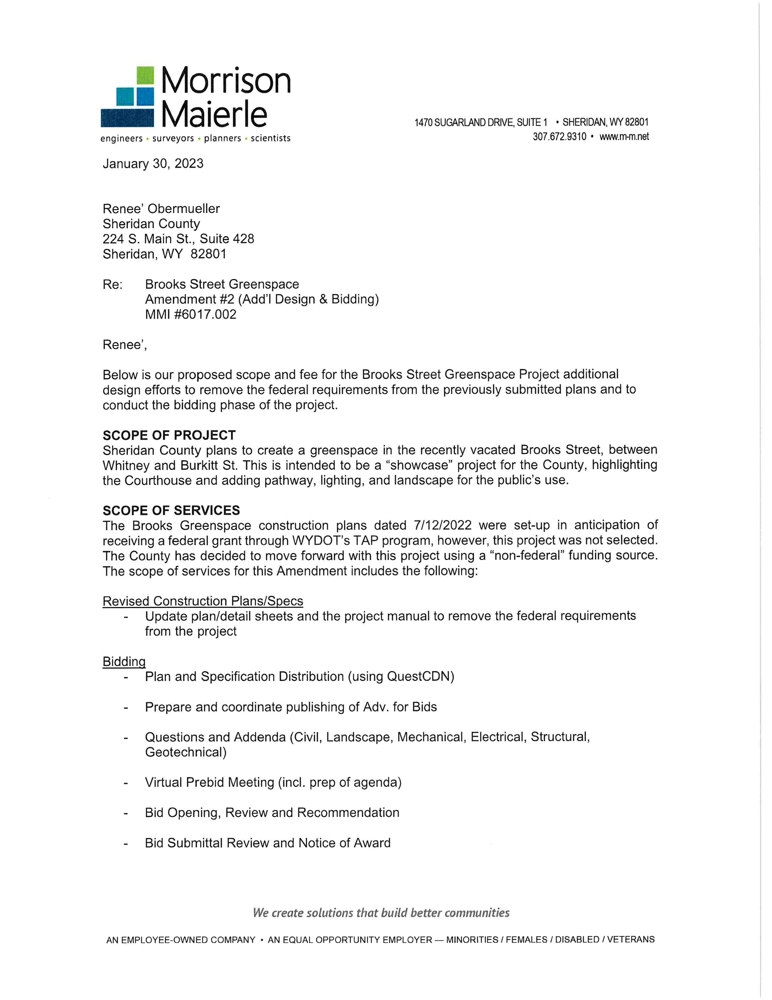 Morrison
Maierle
engineers • surveyors • planners • scientists
1470 SUGARLAND DRIVE, SUITE 1 • SHERIDAN, WY 82801
307.672.9310 • www.m-m.net
January 30, 2023
Renee' Obermueller
Sheridan County
224 S. Main St., Suite 428
Sheridan, WY 82801
Re: Brooks Street Greenspace
Amendment #2 (Add'l Design & Bidding)
MMI #6017.002
Renee',
Below is our proposed scope and fee for the Brooks Street Greenspace Project additional
design efforts to remove the federal requirements from the previously submitted plans and to
conduct the bidding phase of the project.
SCOPE OF PROJECT
Sheridan County plans to create a greenspace in the recently vacated Brooks Street, between
Whitney and Burkitt St. This is intended to be a “showcase” project for the County, highlighting
the Courthouse and adding pathway, lighting, and landscape for the public's use.
SCOPE OF SERVICES
The Brooks Greenspace construction plans dated 7/12/2022 were set-up in anticipation of
receiving a federal grant through WYDOT's TAP program, however, this project was not selected.
The County has decided to move forward with this project using a “non-federal” funding source.
The scope of services for this Amendment includes the following:
Revised Construction Plans/Specs
- Update plan/detail sheets and the project manual to remove the federal requirements
from the project
Bidding
- Plan and Specification Distribution (using QuestCDN)
- Prepare and coordinate publishing of Adv. for Bids
- Questions and Addenda (Civil, Landscape, Mechanical, Electrical, Structural,
Geotechnical)
- Virtual Prebid Meeting (incl. prep of agenda)
- Bid Opening, Review and Recommendation
- Bid Submittal Review and Notice of Award
We create solutions that build better communities
AN EMPLOYEE-OWNED COMPANY • AN EQUAL OPPORTUNITY EMPLOYER — MINORITIES / FEMALES / DISABLED / VETERANS